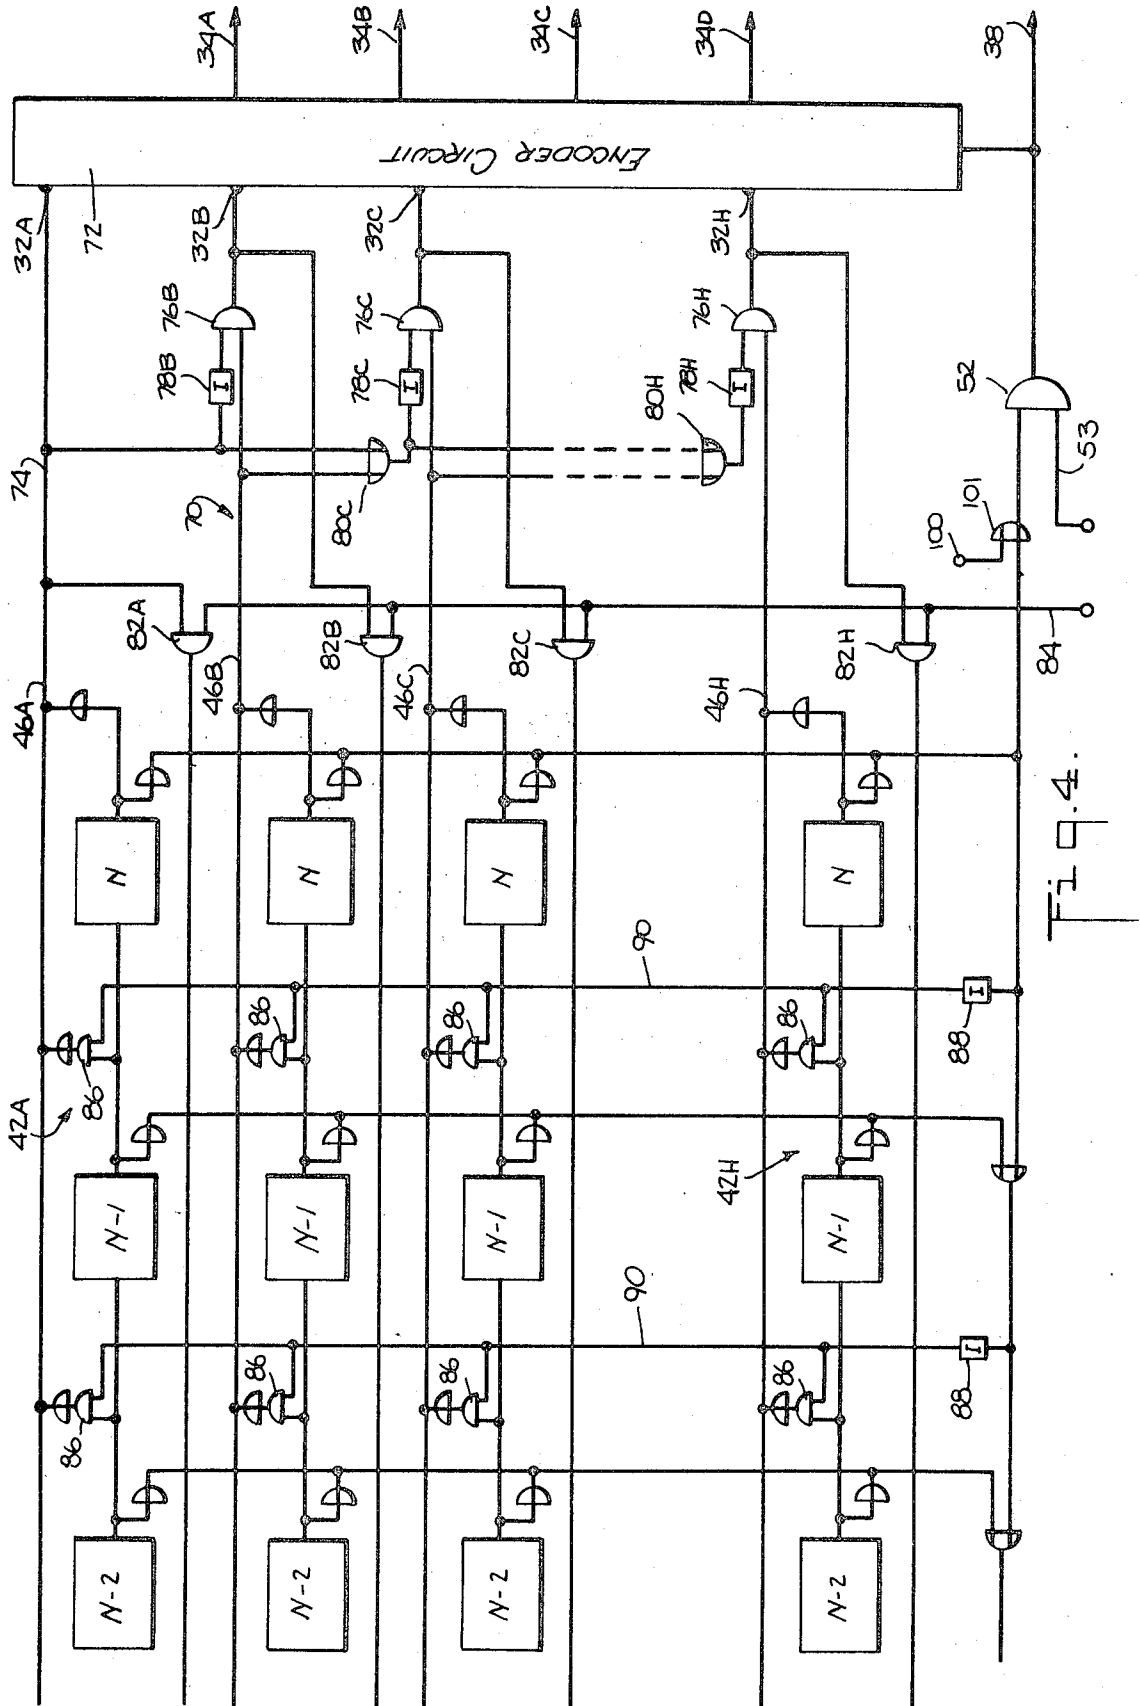 34A
34B
34C
34D
38
ENCODER CIRCUIT
72
32A
32B
32C
32H
76B
76C
76H
78B
I
78C
I
78H
I
80H
52
74
70
80C
53
101
100
82A
82B
82C
82H
84
46A
46B
46C
46H
N
N
N
N
Fig. 4.
90
86
86
86
86
88
I
42A
42H
N-1
N-1
N-1
N-1
90
86
86
86
86
88
I
N-2
N-2
N-2
N-2